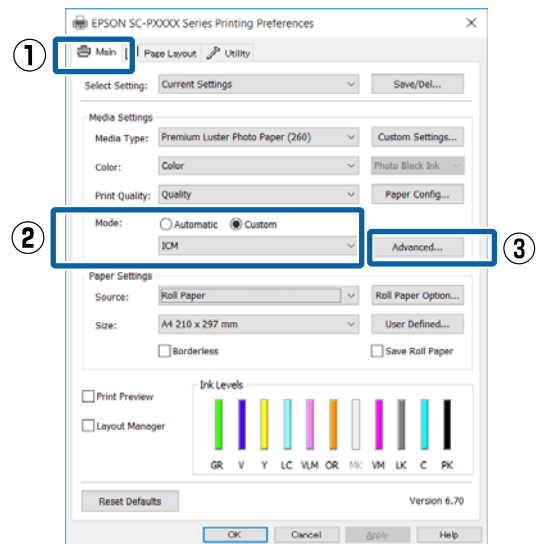 EPSON SC-PXXXX Series Printing Preferences
① Main Page Layout Utility
Select Setting: Current Settings Save/Del...
Media Settings
Media Type: Premium Luster Photo Paper (260) Custom Settings...
Color: Color Photo Black Ink
Print Quality: Quality Paper Config...
Mode: Automatic Custom
② ICM Advanced... ③
Paper Settings
Source: Roll Paper Roll Paper Option...
Size: A4 210 x 297 mm User Defined...
Borderless Save Roll Paper
Ink Levels
Print Preview
Layout Manager
GR V Y LC VLM OR MK VM LK C PK
Reset Defaults Version 6.70
OK Cancel Apply Help